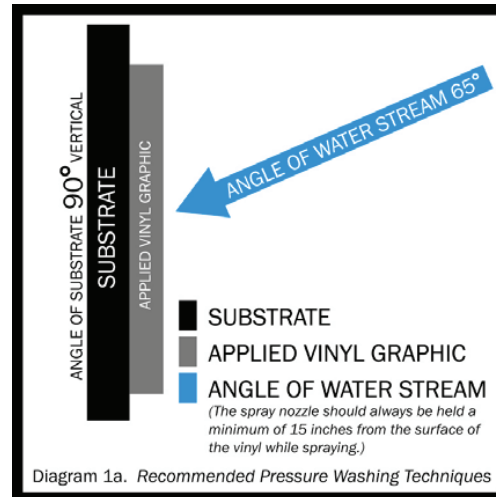 ANGLE OF SUBSTRATE 90° VERTICAL
SUBSTRATE
APPLIED VINYL GRAPHIC
ANGLE OF WATER STREAM 65°
SUBSTRATE
APPLIED VINYL GRAPHIC
ANGLE OF WATER STREAM
(The spray nozzle should always be held a
minimum of 15 inches from the surface of
the vinyl while spraying.)
Diagram 1a. Recommended Pressure Washing Techniques